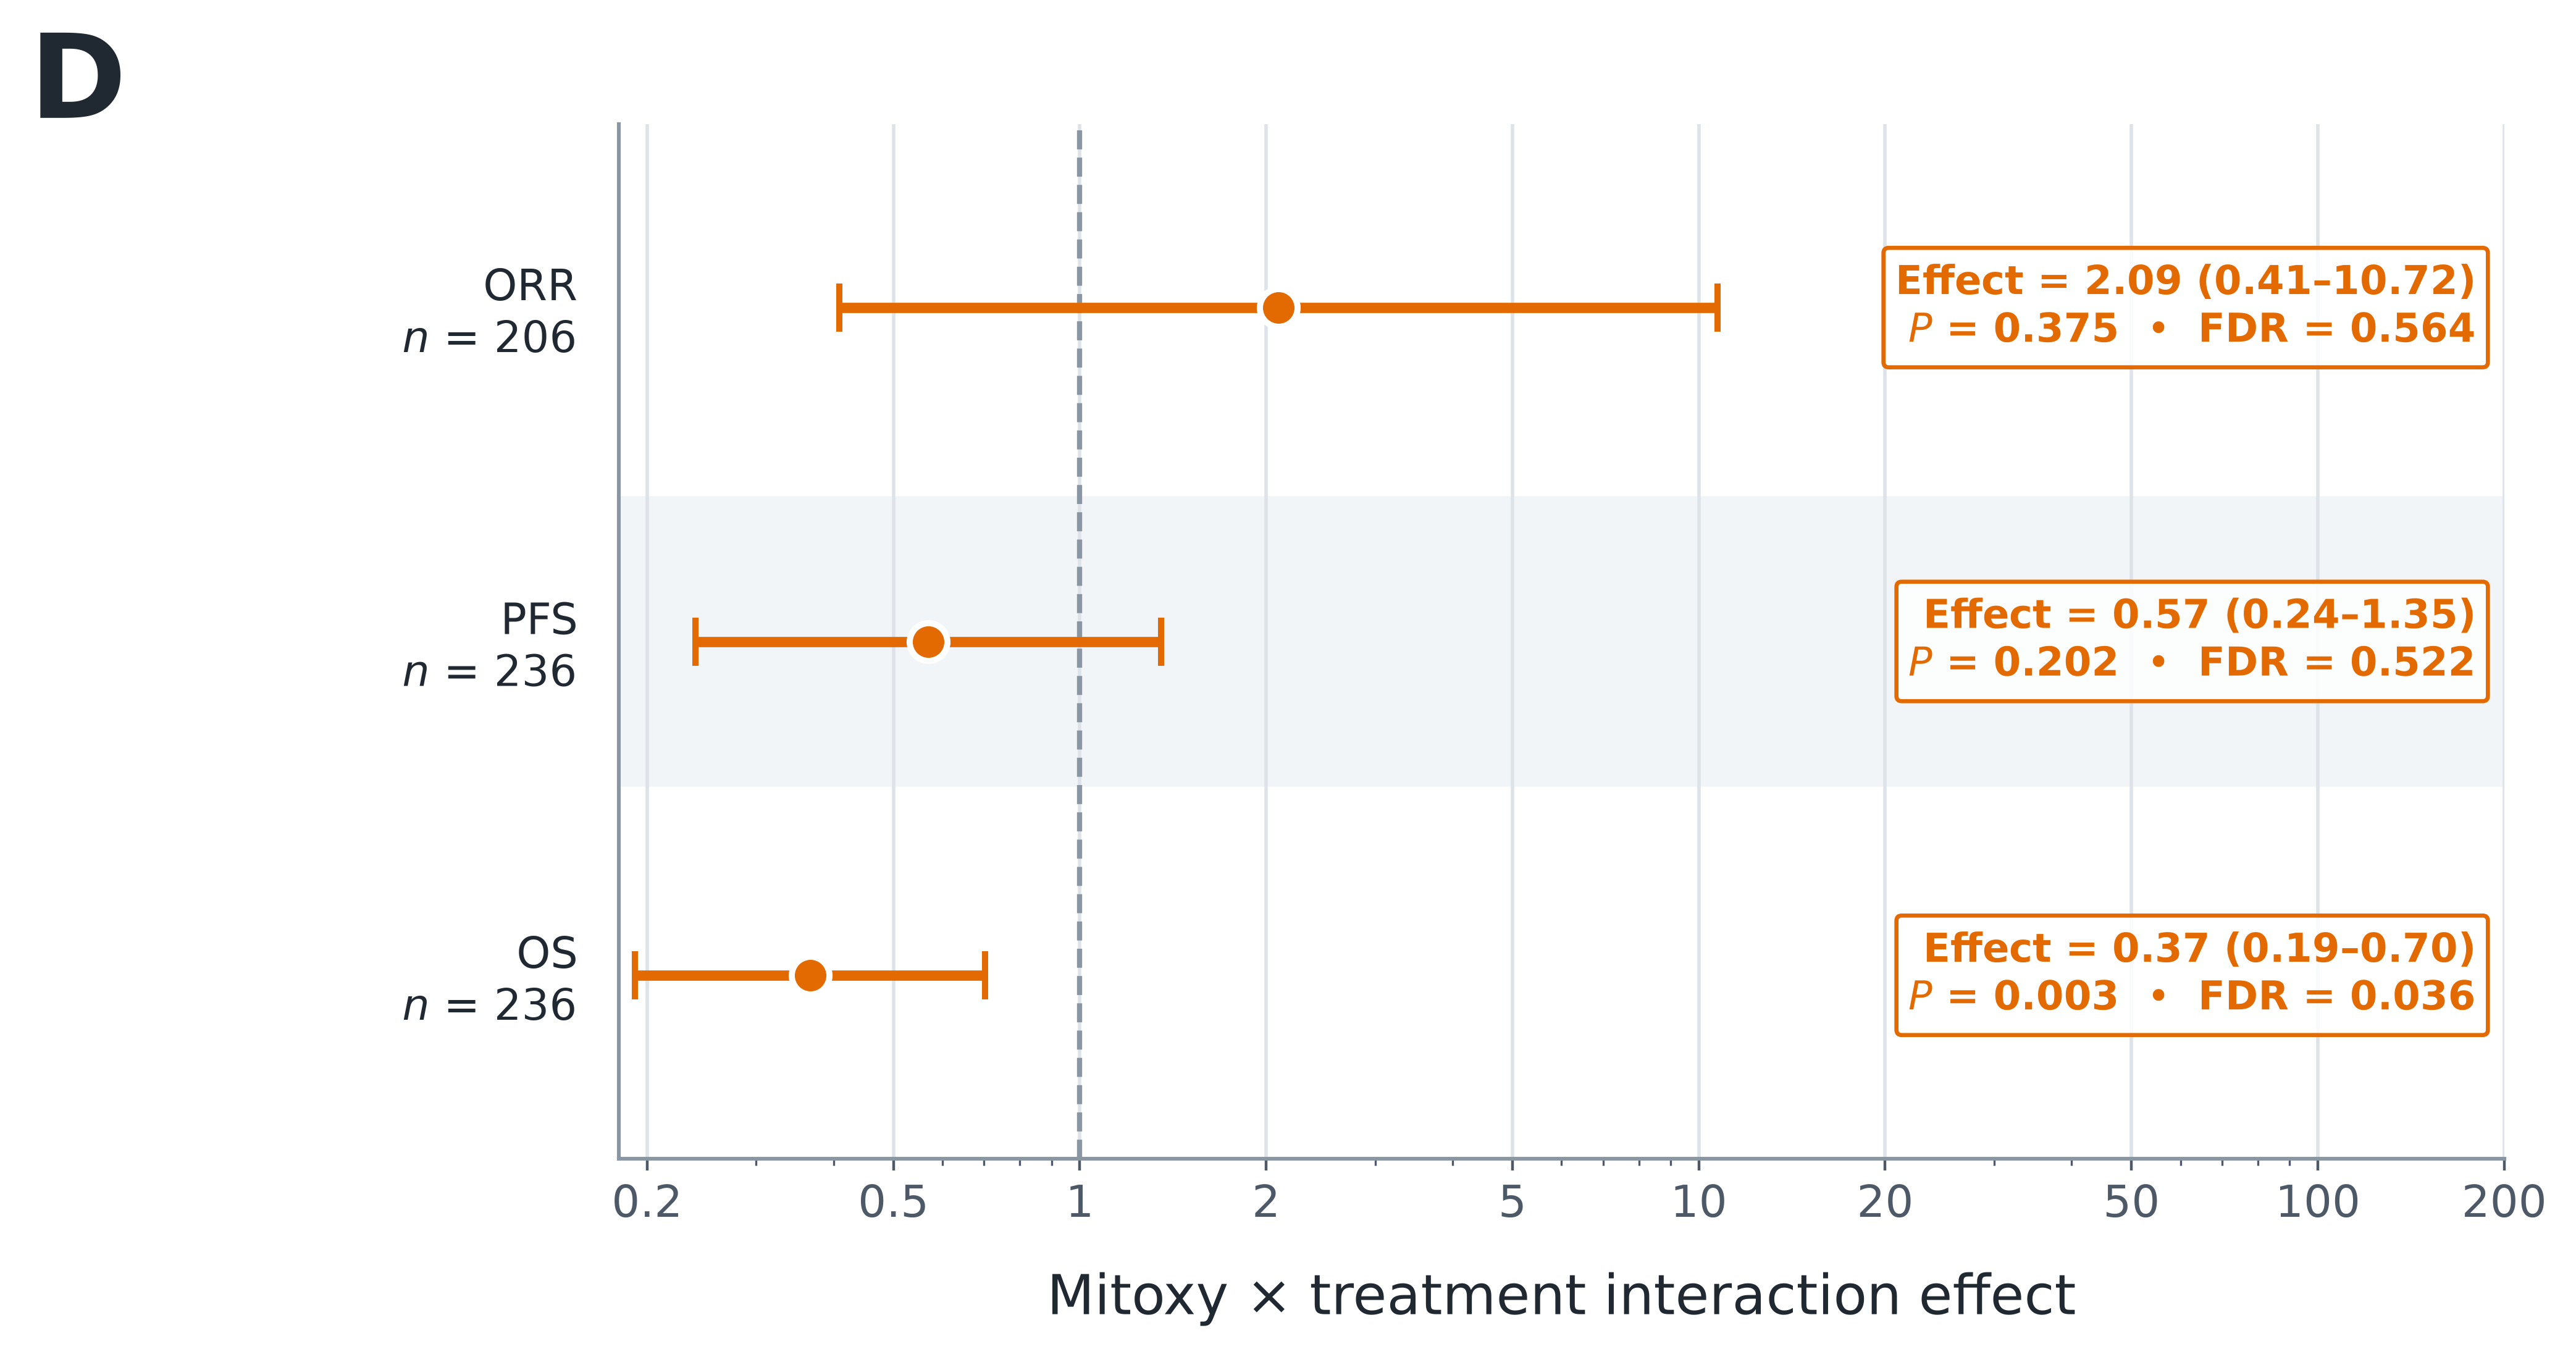 D
ORR
n = 206
Effect = 2.09 (0.41–10.72)
P = 0.375 • FDR = 0.564
PFS
n = 236
Effect = 0.57 (0.24–1.35)
P = 0.202 • FDR = 0.522
OS
n = 236
Effect = 0.37 (0.19–0.70)
P = 0.003 • FDR = 0.036
0.2 0.5 1 2 5 10 20 50 100 200
Mitoxy × treatment interaction effect